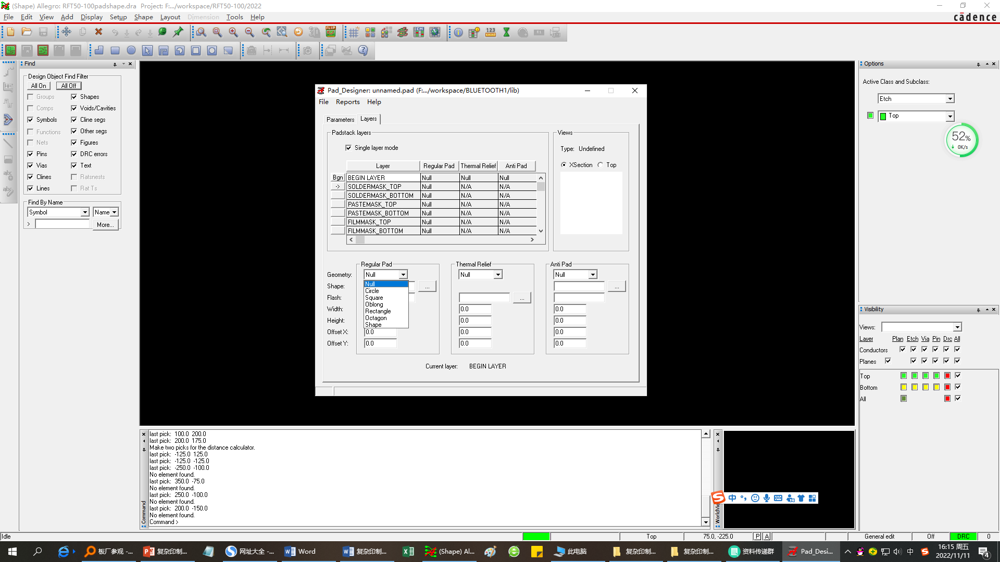 (Shape) Allegro: RFT50-100padshape.dra  Project: F:.../workspace/RFT50-100/2022
File Edit View Add Display Setup Shape Layout Dimension Tools Help
cādence
Find
Design Object Find Filter
All On All Off
Groups Shapes
Comps Voids/Cavities
Symbols Cline segs
Functions Other segs
Nets Figures
Pins DRC errors
Vias Text
Clines Ratsnests
Lines Rat Ts
Find By Name
Symbol Name
> More...
Pad_Designer: unnamed.pad (F:.../workspace/BLUETOOTH1/lib)
File Reports Help
Parameters Layers
Padstack layers
Single layer mode
Layer Regular Pad Thermal Relief Anti Pad
Bgn BEGIN LAYER Null Null Null
-> SOLDERMASK_TOP Null N/A N/A
SOLDERMASK_BOTTOM Null N/A N/A
PASTEMASK_TOP Null N/A N/A
PASTEMASK_BOTTOM Null N/A N/A
FILMMASK_TOP Null N/A N/A
FILMMASK_BOTTOM Null N/A N/A
Views
Type: Undefined
XSection Top
Regular Pad Thermal Relief Anti Pad
Geometry: Null Null Null
Null
Circle
Square
Oblong
Rectangle
Octagon
Shape
Shape: ... ...
Flash: ...
Width: 0.0 0.0
Height: 0.0 0.0
Offset X: 0.0 0.0 0.0
Offset Y: 0.0 0.0 0.0
Current layer: BEGIN LAYER
Options
Active Class and Subclass:
Etch
Top
52%
0K/s
Visibility
Views:
Layer Plan Etch Via Pin Drc All
Conductors
Planes
Top
Bottom
All
last pick:  100.0  200.0
last pick:  200.0  175.0
Make two picks for the distance calculator.
last pick:  -125.0  125.0
last pick:  -125.0  -125.0
last pick:  -250.0  -100.0
No element found.
last pick:  350.0  -75.0
No element found.
last pick:  250.0  -100.0
No element found.
last pick:  200.0  -150.0
No element found.
Command >
Command
中
Idle Top 75.0, -225.0 P A General edit Off DRC 0
板厂参观 -... 复杂印制... 网址大全 -... Word 复杂印制... (Shape) Al... 此电脑 复杂印制... 复杂印制... 资料传递群 Pad_Desi... 中 16:15 周五
2022/11/11 4